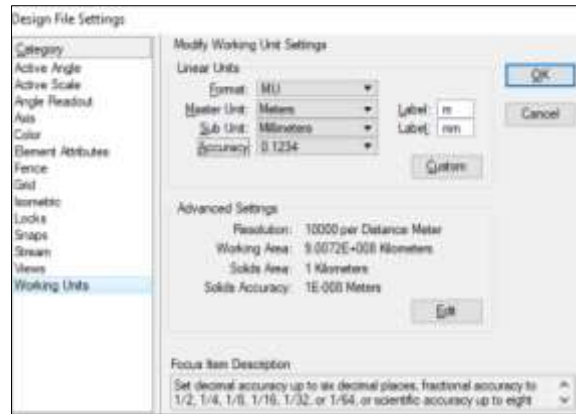 Design File Settings
Category
Active Angle
Active Scale
Angle Readout
Axis
Color
Element Attributes
Fence
Grid
Isometric
Locks
Snaps
Stream
Views
Working Units
Modify Working Unit Settings
Linear Units
Format: MU
Master Unit: Meters Label: m
Sub Unit: Millimeters Label: mm
Accuracy 0.1234
Custom
Advanced Settings
Resolution: 10000 per Distance Meter
Working Area: 9.0072E+008 Kilometers
Solids Area: 1 Kilometers
Solids Accuracy: 1E-008 Meters
Edit
Focus Item Description
Set decimal accuracy up to six decimal places, fractional accuracy to
1/2, 1/4, 1/8, 1/16, 1/32, or 1/64, or scientific accuracy up to eight
OK
Cancel